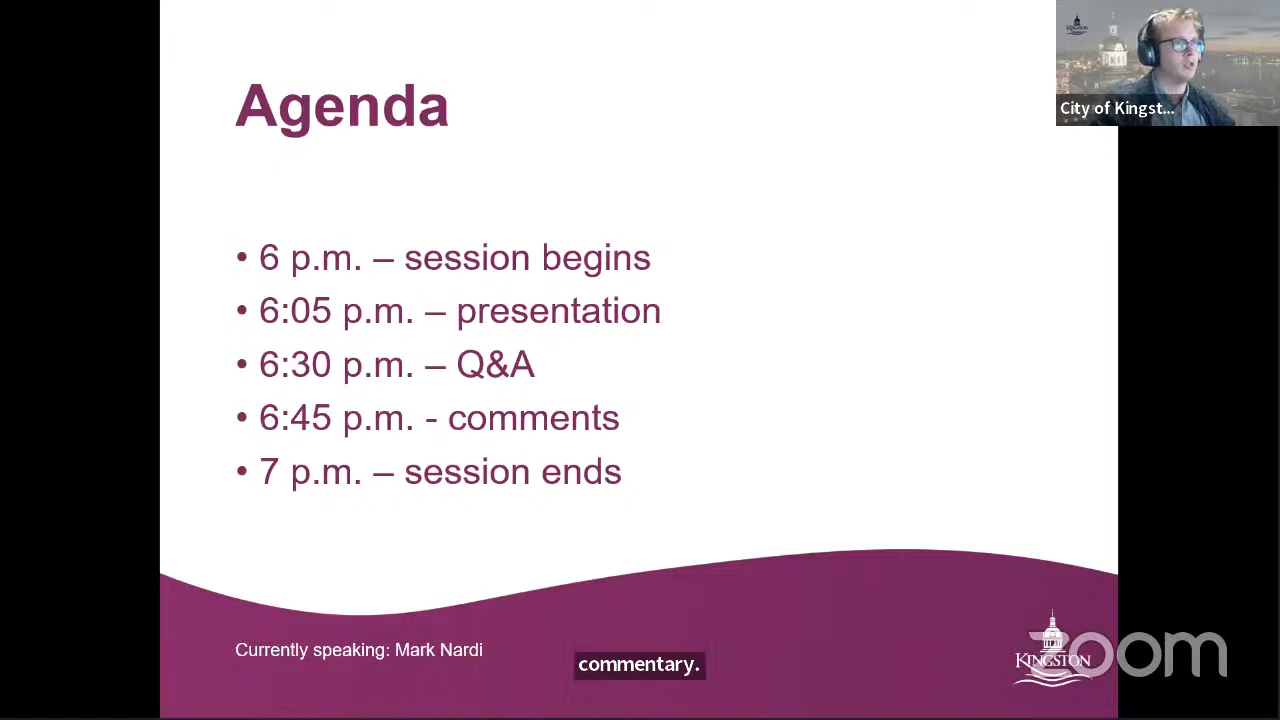 Agenda
KINGSTON
City of Kingst...
• 6 p.m. – session begins
• 6:05 p.m. – presentation
• 6:30 p.m. – Q&A
• 6:45 p.m. - comments
• 7 p.m. – session ends
Currently speaking: Mark Nardi
commentary.
KINGSTON
zoom